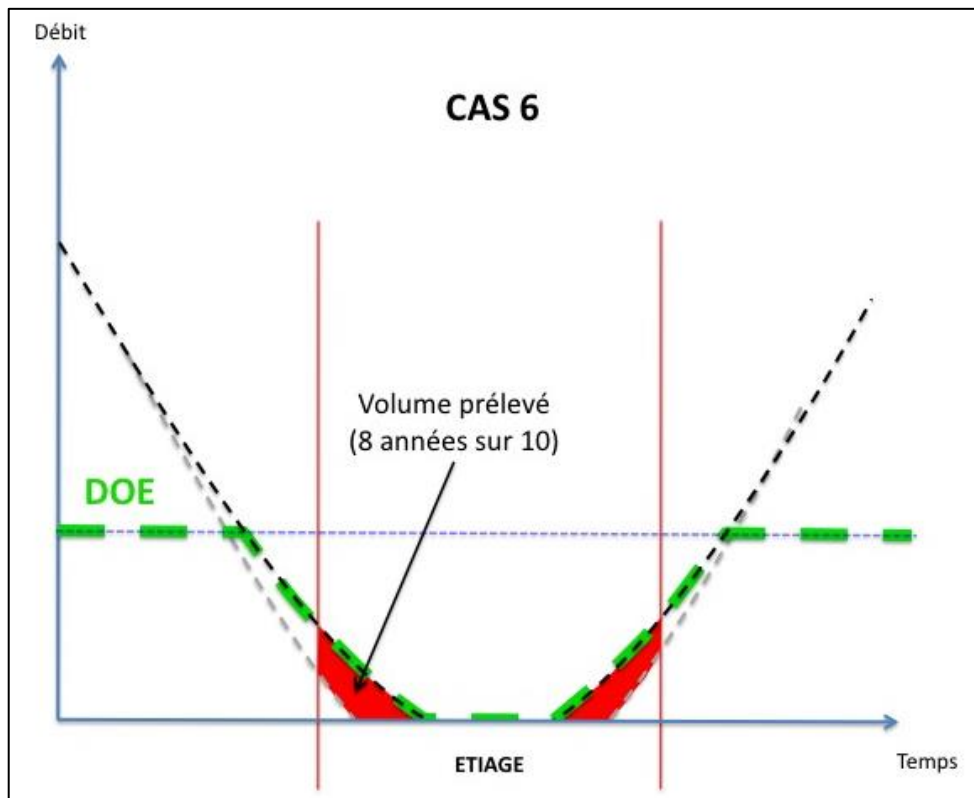 Débit
CAS 6
Volume prélevé
(8 années sur 10)
DOE
ETIAGE
Temps